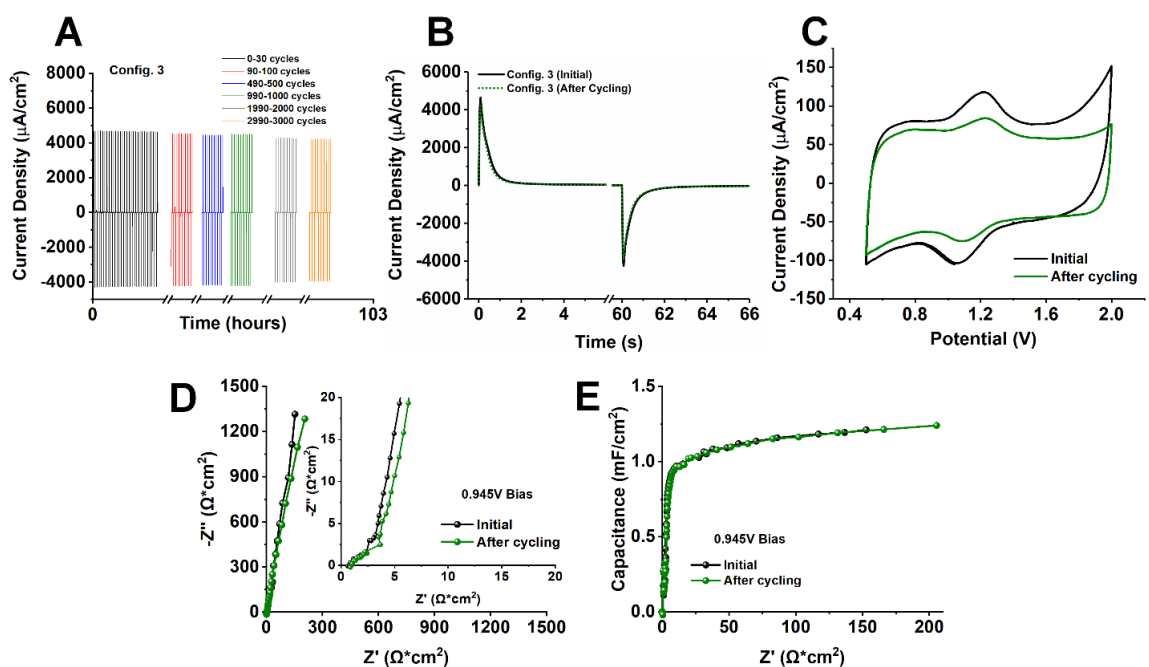 A
Config. 3
0-30 cycles
90-100 cycles
490-500 cycles
990-1000 cycles
1990-2000 cycles
2990-3000 cycles
8000
6000
4000
2000
0
-2000
-4000
Current Density (μA/cm²)
0
103
Time (hours)
B
Config. 3 (Initial)
Config. 3 (After Cycling)
6000
4000
2000
0
-2000
-4000
-6000
Current Density (μA/cm²)
0 2 4 6 60 62 64 66
Time (s)
C
150
100
50
0
-50
-100
-150
Current Density (μA/cm²)
Initial
After cycling
0.4 0.8 1.2 1.6 2.0
Potential (V)
D
1500
1200
900
600
300
0
-Z'' (Ω*cm²)
0 300 600 900 1200 1500
Z' (Ω*cm²)
20
15
10
5
0
-Z'' (Ω*cm²)
0 5 10 15 20
Z' (Ω*cm²)
0.945V Bias
Initial
After cycling
E
1.5
1.0
0.5
0.0
Capacitance (mF/cm²)
0.945V Bias
Initial
After cycling
0 50 100 150 200
Z' (Ω*cm²)